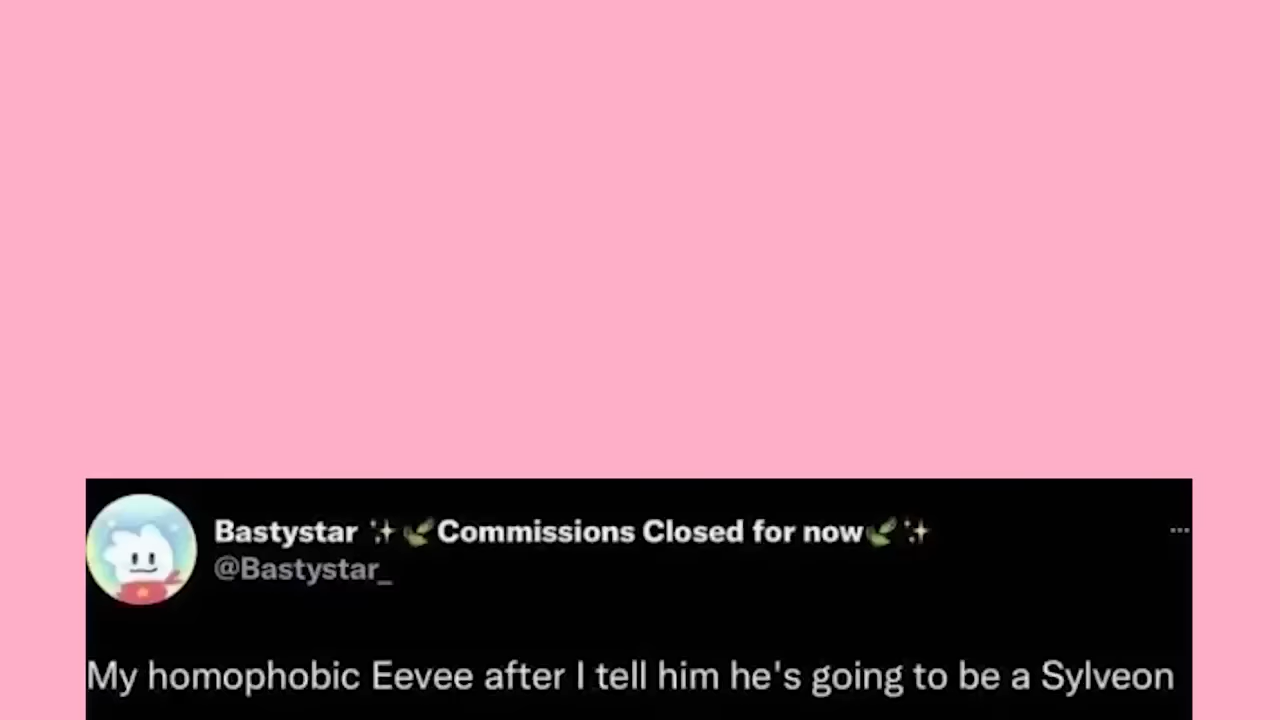 Bastystar ✨🌿Commissions Closed for now🌿✨
@Bastystar_
My homophobic Eevee after I tell him he's going to be a Sylveon